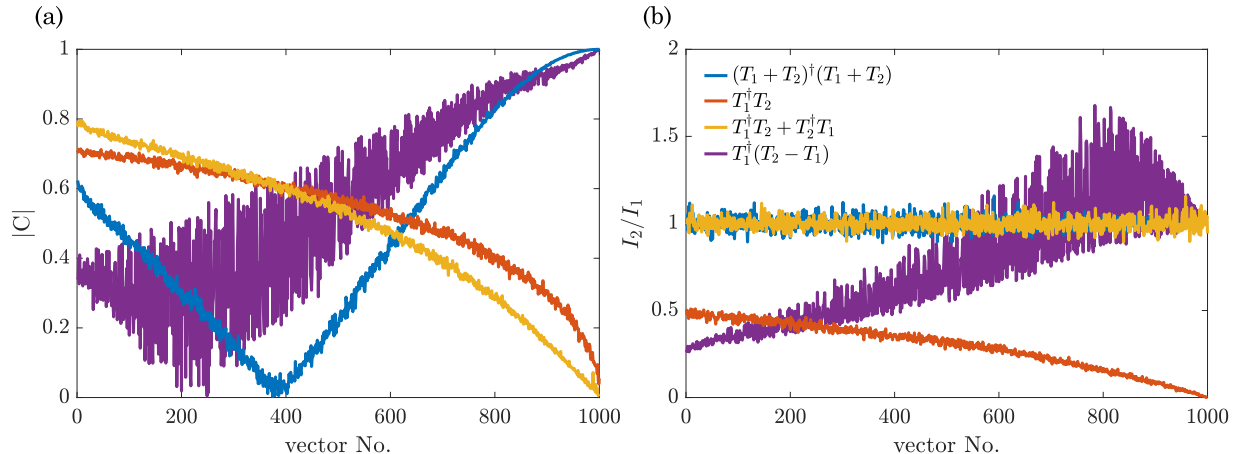 (a)
(b)
1
0.8
0.6
0.4
0.2
0
|C|
0 200 400 600 800 1000
vector No.
2
1.5
1
0.5
0
I₂/I₁
(T₁ + T₂)†(T₁ + T₂)
T₁†T₂
T₁†T₂ + T₂†T₁
T₁†(T₂ − T₁)
0 200 400 600 800 1000
vector No.